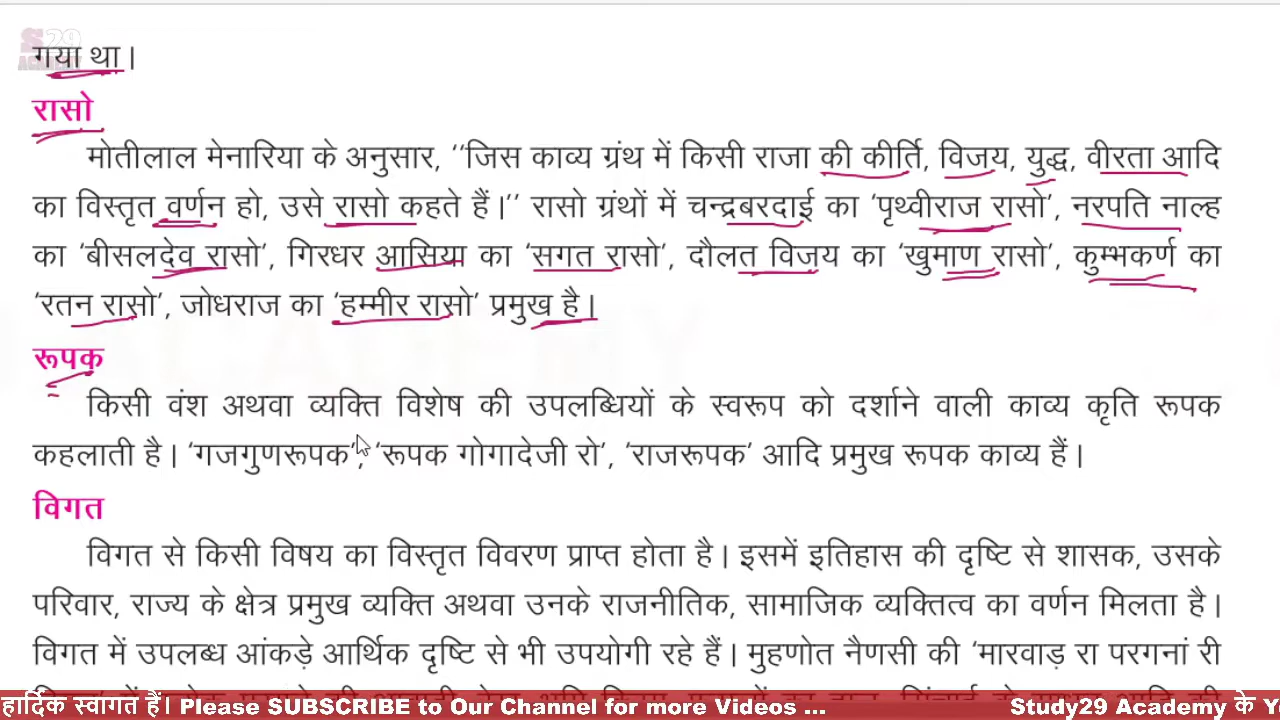 S29
ACADEMY
गया था।
रासो
मोतीलाल मेनारिया के अनुसार, ‘‘जिस काव्य ग्रंथ में किसी राजा की कीर्ति, विजय, युद्ध, वीरता आदि
का विस्तृत वर्णन हो, उसे रासो कहते हैं।’’ रासो ग्रंथों में चन्द्रबरदाई का ‘पृथ्वीराज रासो’, नरपति नाल्ह
का ‘बीसलदेव रासो’, गिरधर आसिया का ‘सगत रासो’, दौलत विजय का ‘खुमाण रासो’, कुम्भकर्ण का
‘रतन रासो’, जोधराज का ‘हम्मीर रासो’ प्रमुख है।
रूपक
किसी वंश अथवा व्यक्ति विशेष की उपलब्धियों के स्वरूप को दर्शाने वाली काव्य कृति रूपक
कहलाती है। ‘गजगुणरूपक’, ‘रूपक गोगादेजी रो’, ‘राजरूपक’ आदि प्रमुख रूपक काव्य हैं।
विगत
विगत से किसी विषय का विस्तृत विवरण प्राप्त होता है। इसमें इतिहास की दृष्टि से शासक, उसके
परिवार, राज्य के क्षेत्र प्रमुख व्यक्ति अथवा उनके राजनीतिक, सामाजिक व्यक्तित्व का वर्णन मिलता है।
विगत में उपलब्ध आंकड़े आर्थिक दृष्टि से भी उपयोगी रहे हैं। मुहणोत नैणसी की ‘मारवाड़ रा परगनां री
हार्दिक स्वागत हैं। Please SUBSCRIBE to Our Channel for more Videos ... Study29 Academy के